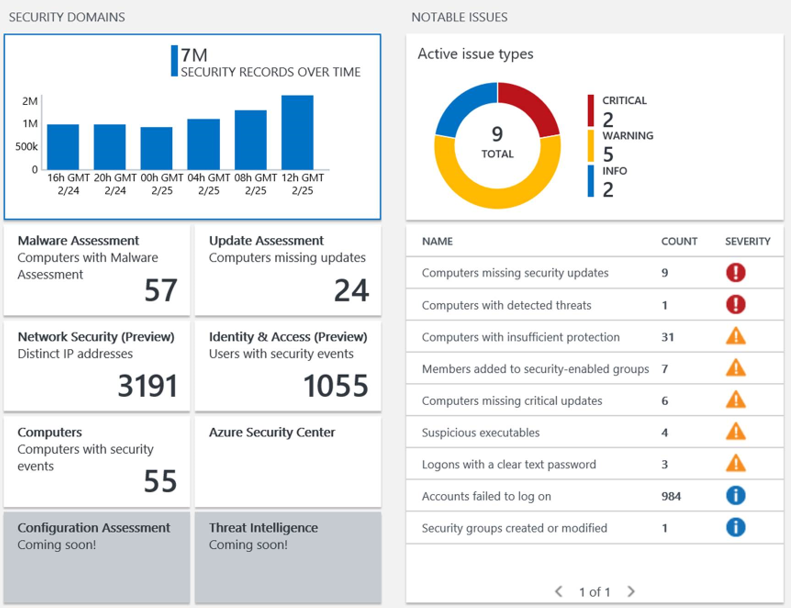 SECURITY DOMAINS
7M
SECURITY RECORDS OVER TIME
2M
1M
500k
0
16h GMT 20h GMT 00h GMT 04h GMT 08h GMT 12h GMT
2/24 2/24 2/25 2/25 2/25 2/25
Malware Assessment
Computers with Malware
Assessment
57
Update Assessment
Computers missing updates
24
Network Security (Preview)
Distinct IP addresses
3191
Identity & Access (Preview)
Users with security events
1055
Computers
Computers with security
events
55
Azure Security Center
Configuration Assessment
Coming soon!
Threat Intelligence
Coming soon!
NOTABLE ISSUES
Active issue types
9
TOTAL
CRITICAL
2
WARNING
5
INFO
2
NAME COUNT SEVERITY
Computers missing security updates 9
Computers with detected threats 1
Computers with insufficient protection 31
Members added to security-enabled groups 7
Computers missing critical updates 6
Suspicious executables 4
Logons with a clear text password 3
Accounts failed to log on 984
Security groups created or modified 1
1 of 1